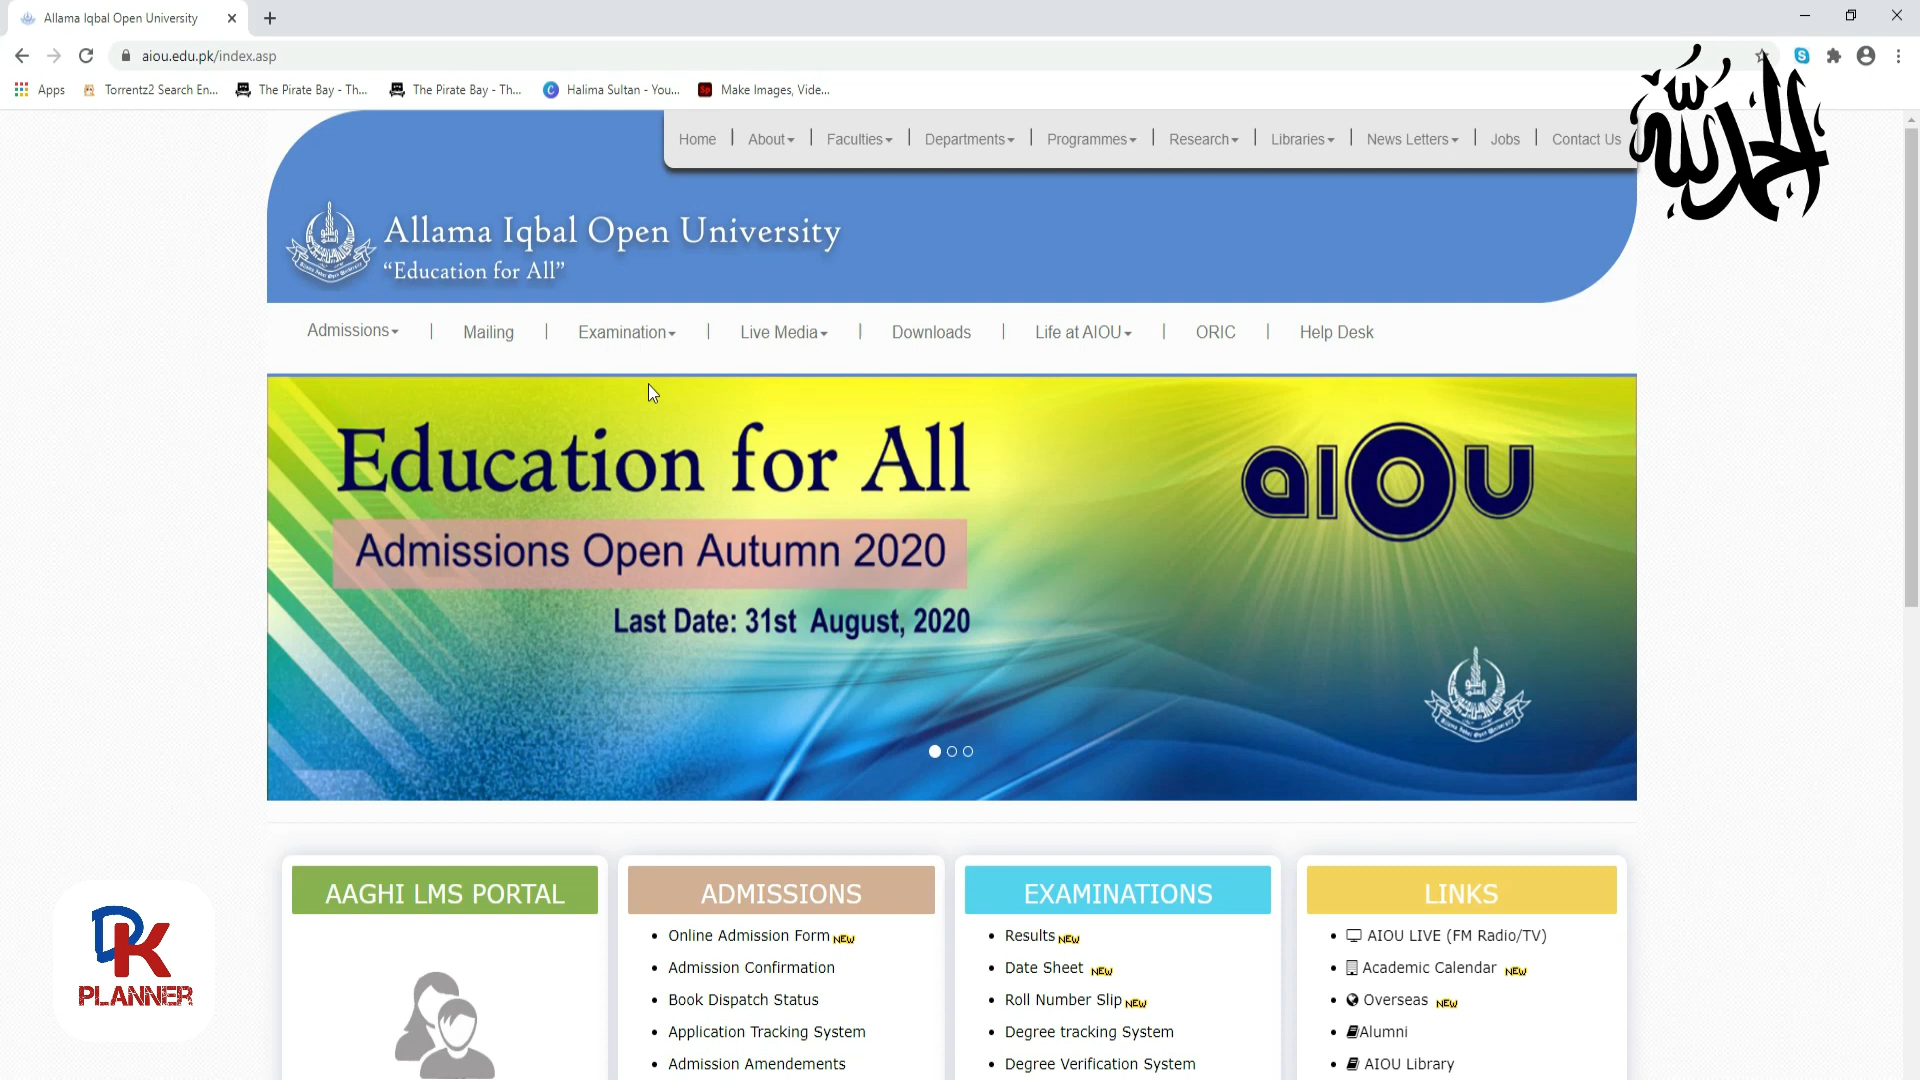 Allama Iqbal Open University
aiou.edu.pk/index.asp
Apps Torrentz2 Search En... The Pirate Bay - Th... The Pirate Bay - Th... Halima Sultan - You... Sp Make Images, Vide...
Home About Faculties Departments Programmes Research Libraries News Letters Jobs Contact Us
الحمد لله
Allama Iqbal Open University
“Education for All”
Admissions Mailing Examination Live Media Downloads Life at AIOU ORIC Help Desk
Education for All
aiou
Admissions Open Autumn 2020
Last Date: 31st August, 2020
AAGHI LMS PORTAL
ADMISSIONS
Online Admission Form NEW
Admission Confirmation
Book Dispatch Status
Application Tracking System
Admission Amendements
EXAMINATIONS
Results NEW
Date Sheet NEW
Roll Number Slip NEW
Degree tracking System
Degree Verification System
LINKS
AIOU LIVE (FM Radio/TV)
Academic Calendar NEW
Overseas NEW
Alumni
AIOU Library
DK
PLANNER